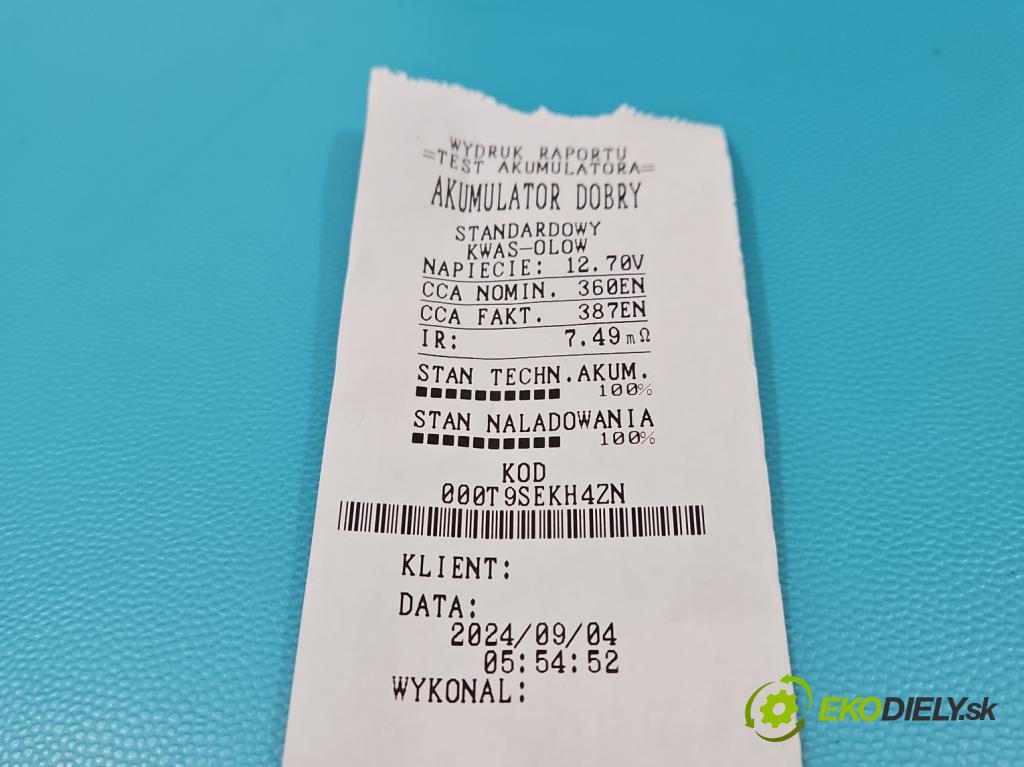 WYDRUK RAPORTU
=TEST AKUMULATORA=
AKUMULATOR DOBRY
STANDARDOWY
KWAS-OLOW
NAPIECIE: 12.70V
CCA NOMIN. 360EN
CCA FAKT. 387EN
IR: 7.49mΩ
STAN TECHN.AKUM.
100%
STAN NALADOWANIA
100%
KOD
000T9SEKH4ZN
KLIENT:
DATA:
2024/09/04
05:54:52
WYKONAL:
EKODIELY.sk